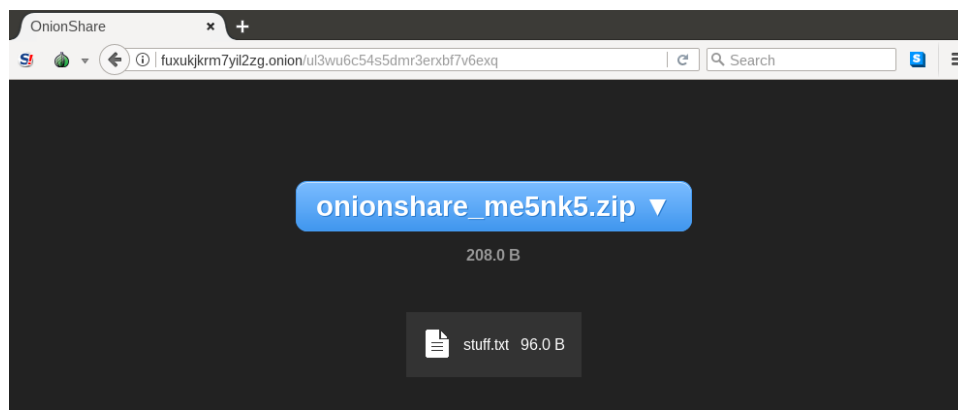 OnionShare
fuxukjkrm7yil2zg.onion/ul3wu6c54s5dmr3erxbf7v6exq
Search
onionshare_me5nk5.zip ▼
208.0 B
stuff.txt 96.0 B